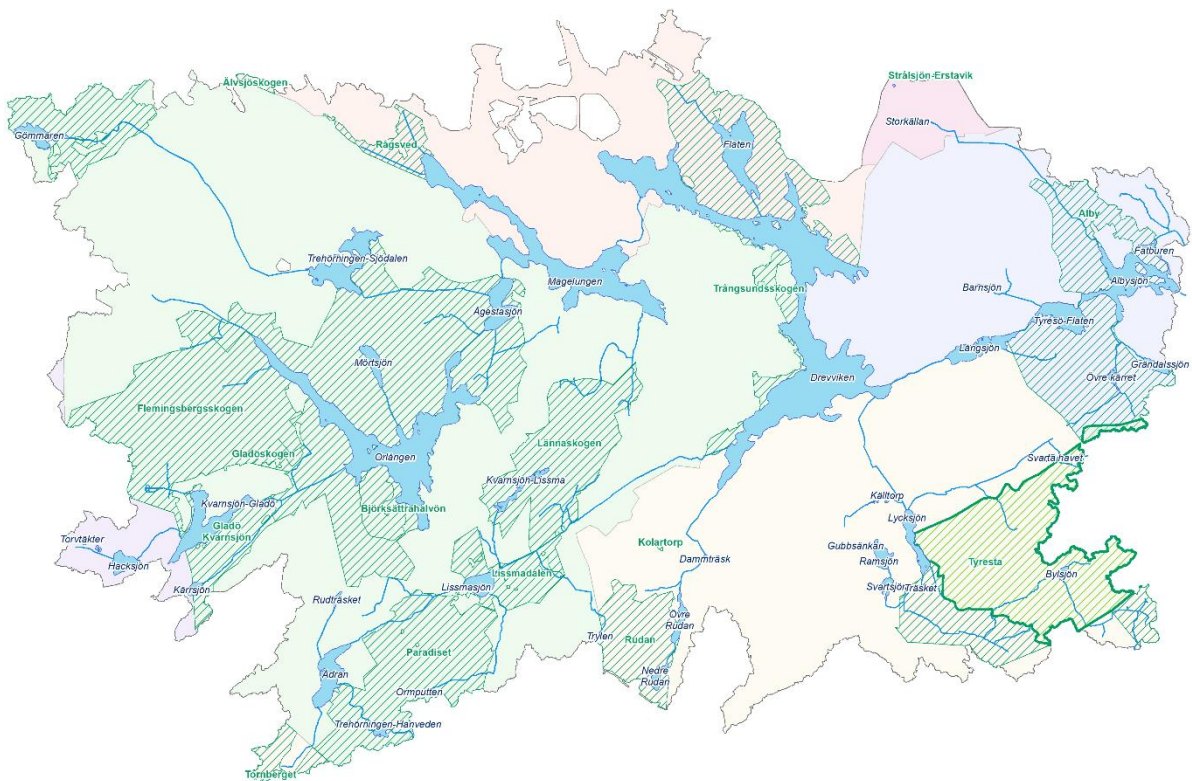 Älvsjöskogen
Strålsjön-Erstavik
Storkällan
Gömmaren
Rågsved
Flaten
Alby
Fatburen
Trehörningen-Sjödalen
Magelungen
Trångsundsskogen
Barnsjön
Albysjön
Ågestasjön
Tyresö-Flaten
Långsjön
Mörtsjön
Grändalssjön
Drevviken
Övre kärret
Flemingsbergsskogen
Lännaskogen
Gladöskogen
Orlången
Svarta havet
Kvarnsjön-Lissma
Kvarnsjön-Gladö
Källtorp
Björksättrahalvön
Lycksjön
Gladö
Kvarnsjön
Torvtäkter
Kolartorp
Gubbsänkan
Hacksjön
Dammträsk
Ramsjön
Tyresta
Bylsjön
Lissmadalen
Kärrsjön
Lissmasjön
Svartsjön
Träsket
Rudträsket
Övre
Rudan
Trylen
Rudan
Paradiset
Ådran
Nedre
Rudan
Ormputten
Trehörningen-Hanveden
Tornberget